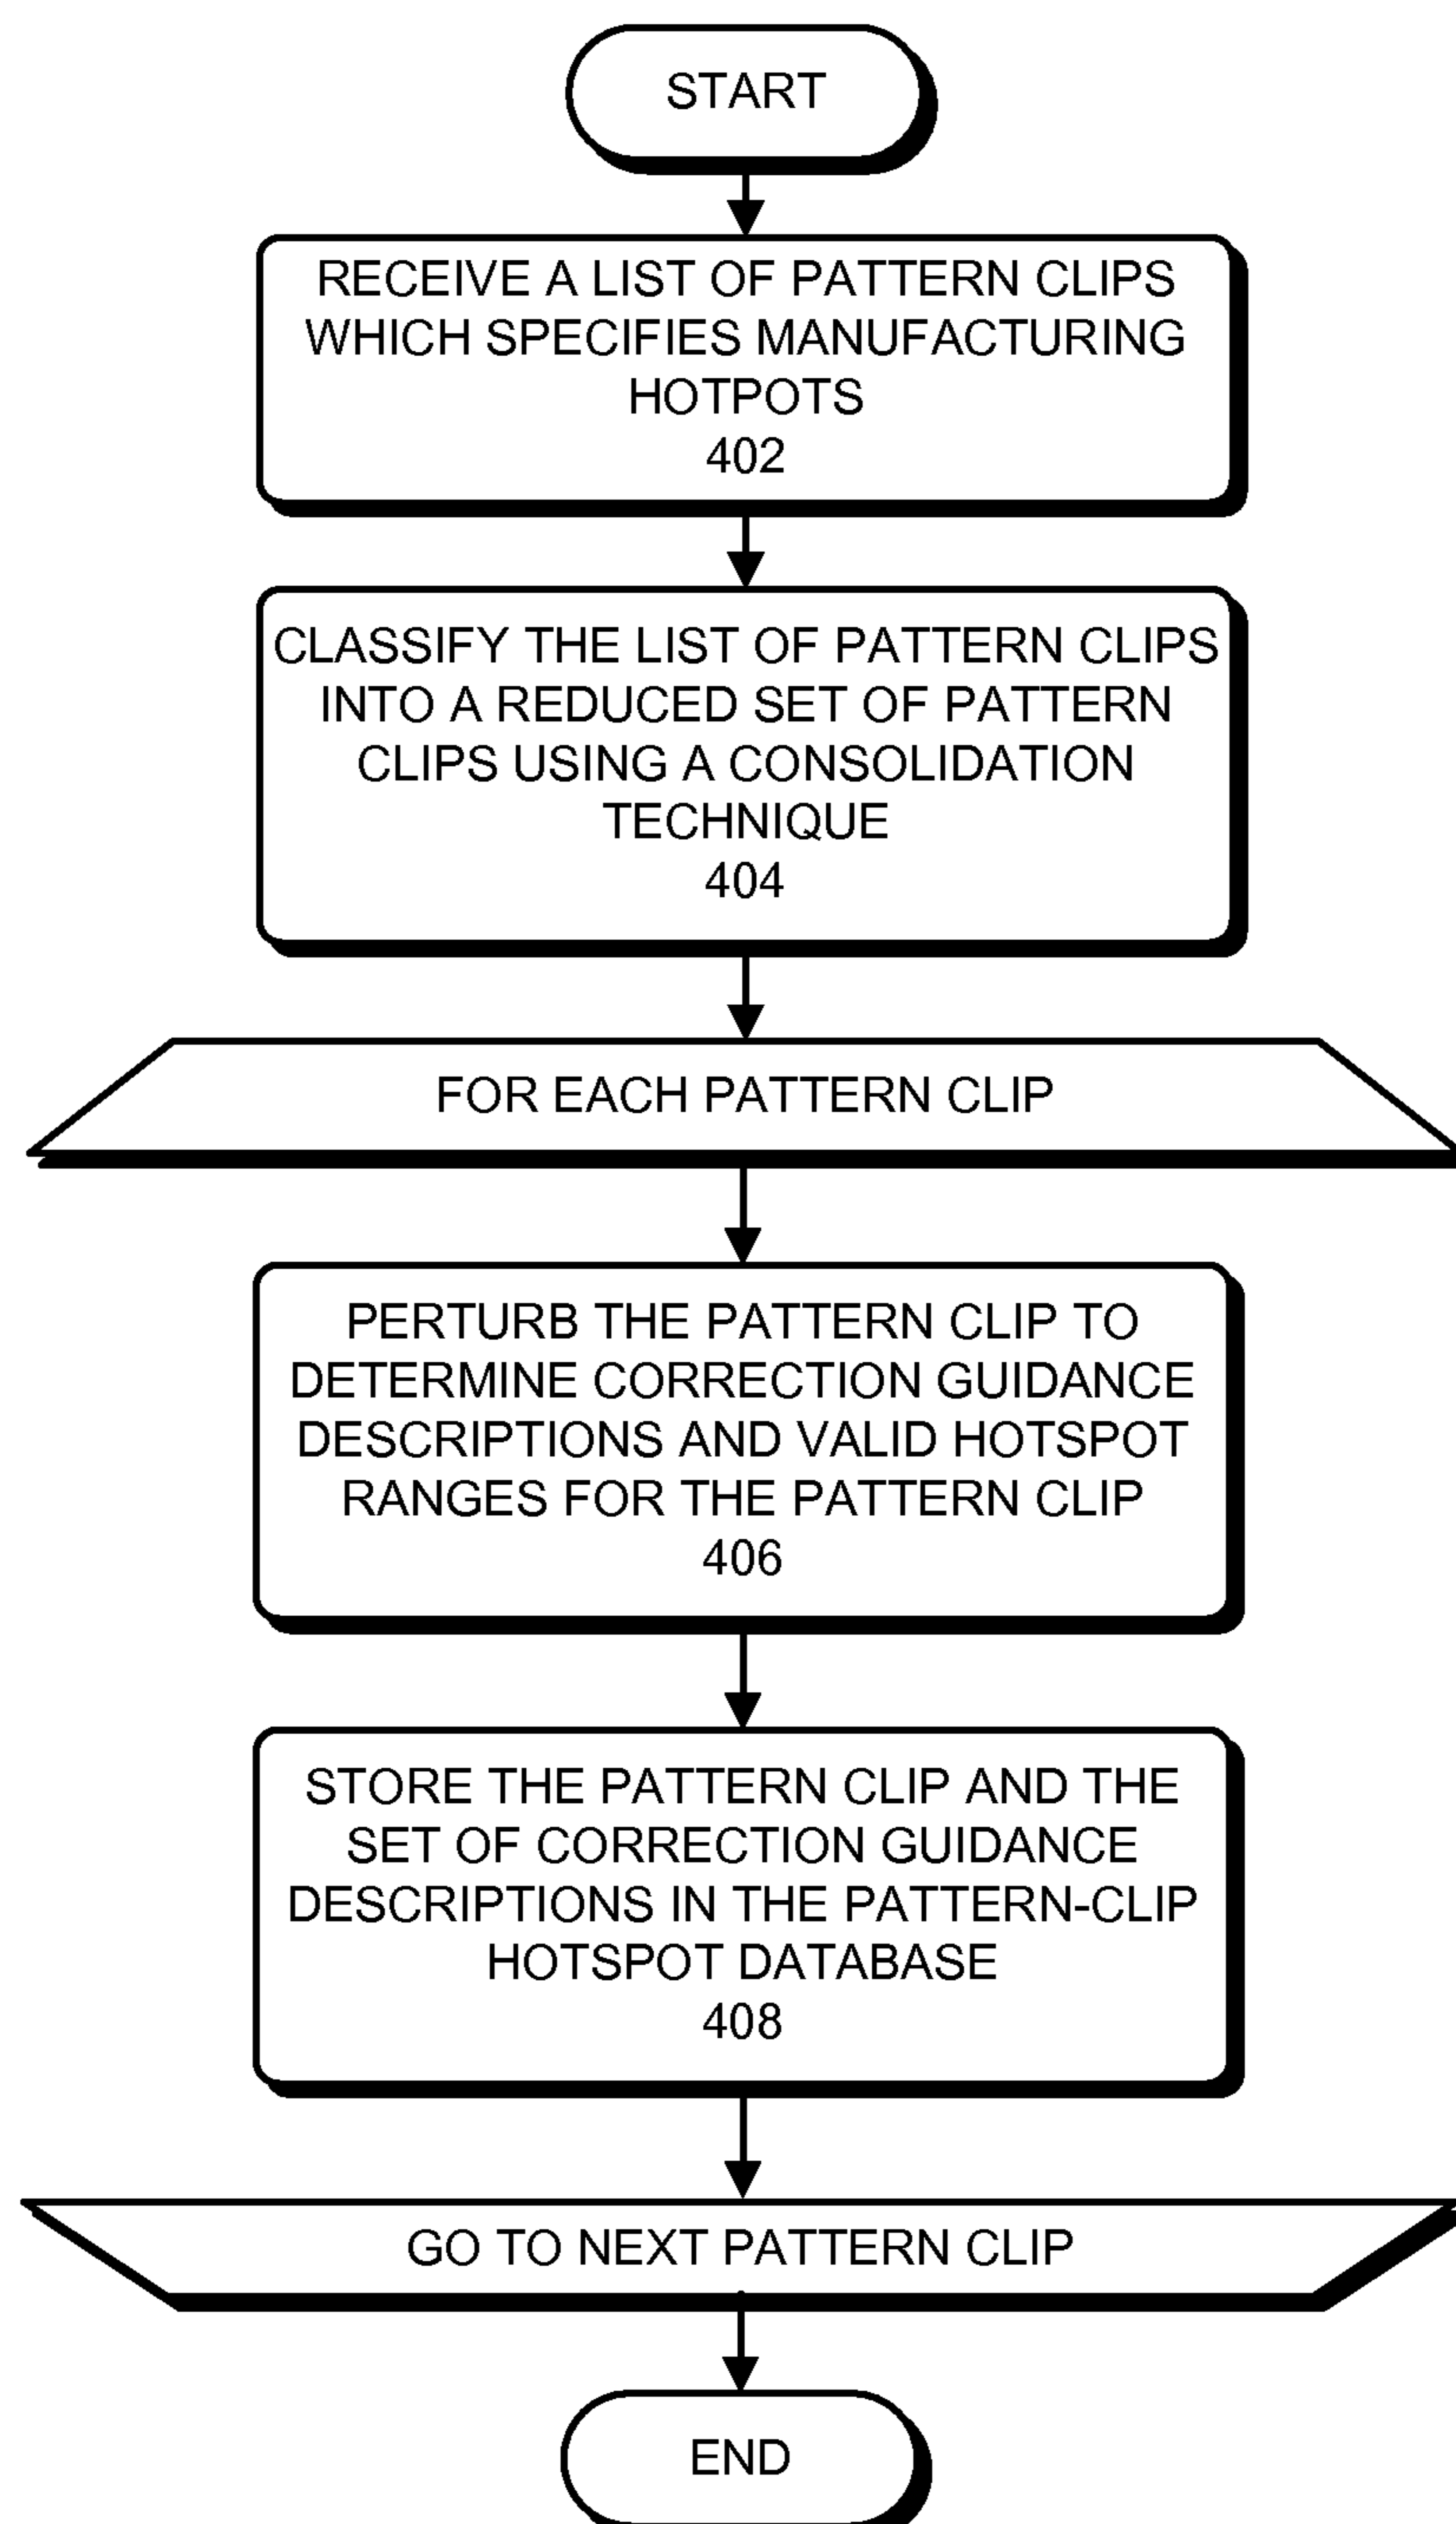 START
RECEIVE A LIST OF PATTERN CLIPS
WHICH SPECIFIES MANUFACTURING
HOTPOTS
402
CLASSIFY THE LIST OF PATTERN CLIPS
INTO A REDUCED SET OF PATTERN
CLIPS USING A CONSOLIDATION
TECHNIQUE
404
FOR EACH PATTERN CLIP
PERTURB THE PATTERN CLIP TO
DETERMINE CORRECTION GUIDANCE
DESCRIPTIONS AND VALID HOTSPOT
RANGES FOR THE PATTERN CLIP
406
STORE THE PATTERN CLIP AND THE
SET OF CORRECTION GUIDANCE
DESCRIPTIONS IN THE PATTERN-CLIP
HOTSPOT DATABASE
408
GO TO NEXT PATTERN CLIP
END